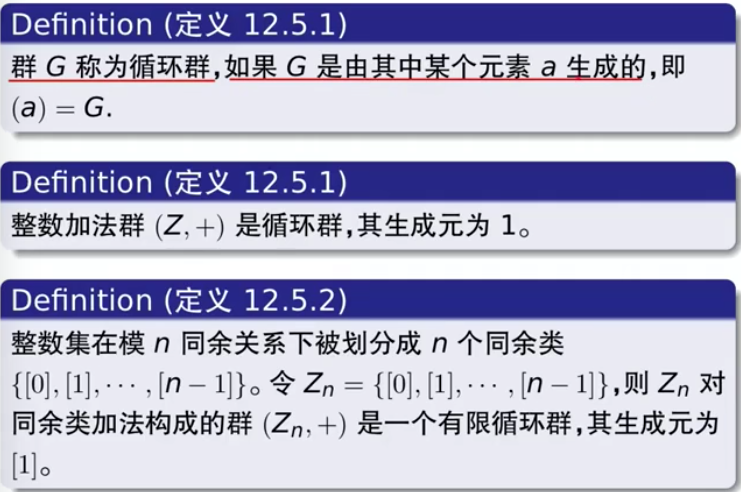 Definition (定义 12.5.1)
群 G 称为循环群,如果 G 是由其中某个元素 a 生成的,即
(a) = G.
Definition (定义 12.5.1)
整数加法群 (Z, +) 是循环群,其生成元为 1。
Definition (定义 12.5.2)
整数集在模 n 同余关系下被划分成 n 个同余类
{[0], [1], ⋯ , [n − 1]}。令 Zn = {[0], [1], ⋯ , [n − 1]},则 Zn 对
同余类加法构成的群 (Zn, +) 是一个有限循环群,其生成元为
[1]。